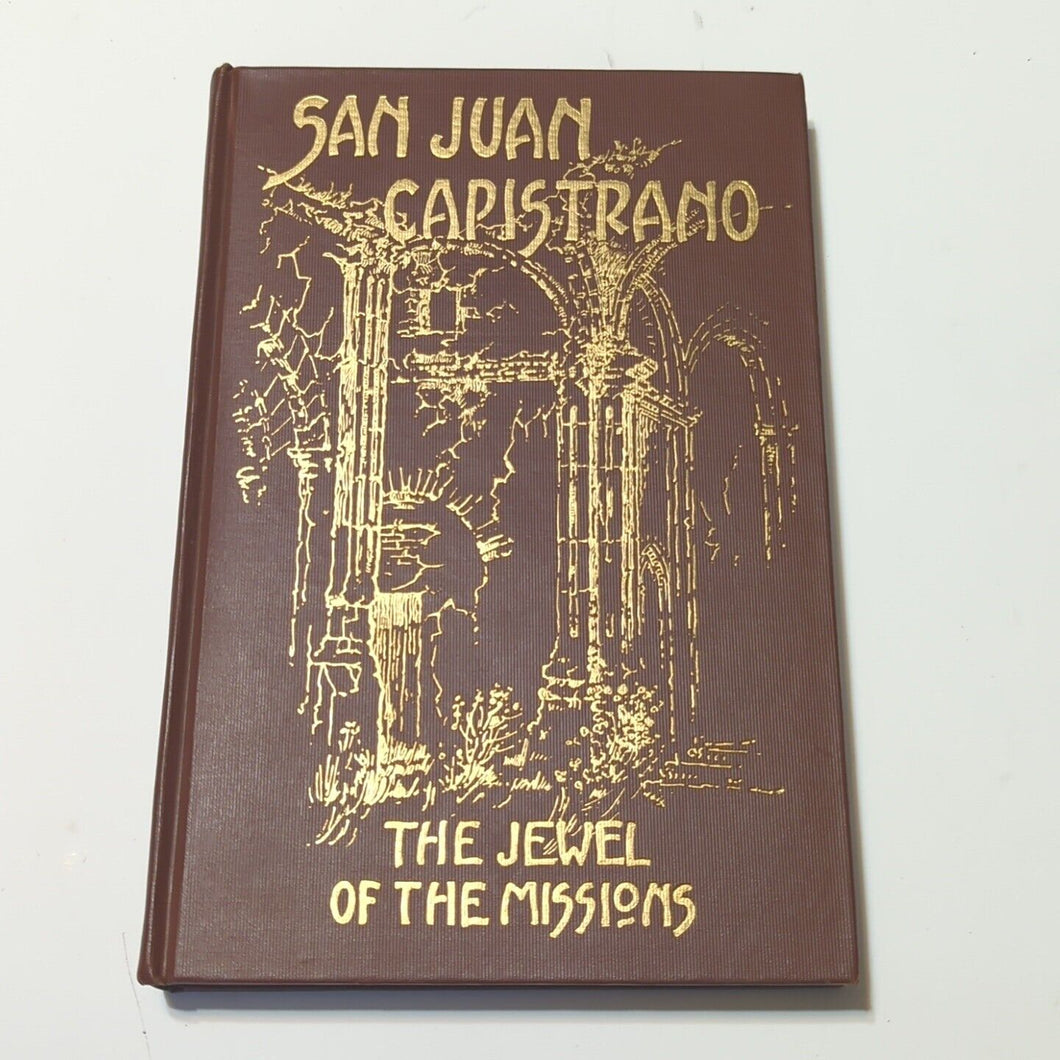 SAN JUAN
CAPISTRANO
THE JEWEL
OF THE MISSIONS